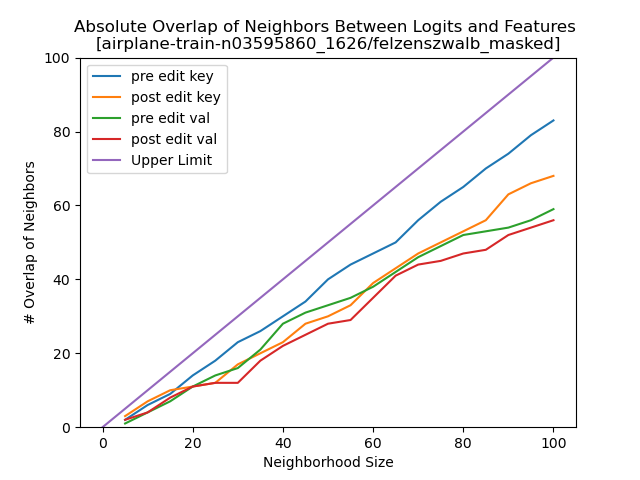 Absolute Overlap of Neighbors Between Logits and Features
[airplane-train-n03595860_1626/felzenszwalb_masked]
pre edit key
post edit key
pre edit val
post edit val
Upper Limit
# Overlap of Neighbors
100
80
60
40
20
0
0 20 40 60 80 100
Neighborhood Size